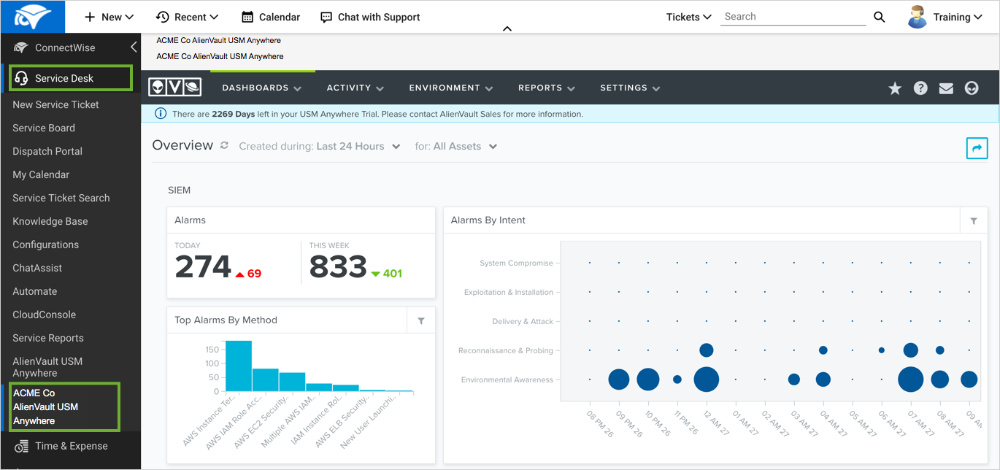 New
Recent
Calendar
Chat with Support
Tickets
Search
Training
ConnectWise
Service Desk
New Service Ticket
Service Board
Dispatch Portal
My Calendar
Service Ticket Search
Knowledge Base
Configurations
ChatAssist
Automate
CloudConsole
Service Reports
AlienVault USM
Anywhere
ACME Co
AlienVault USM
Anywhere
Time & Expense
ACME Co AlienVault USM Anywhere
ACME Co AlienVault USM Anywhere
V
DASHBOARDS
ACTIVITY
ENVIRONMENT
REPORTS
SETTINGS
There are 2269 Days left in your USM Anywhere Trial. Please contact AlienVault Sales for more information.
Overview
Created during: Last 24 Hours
for: All Assets
SIEM
Alarms
TODAY
274 69
THIS WEEK
833 401
Top Alarms By Method
150
100
50
0
AWS Instance Ter..
AWS IAM Role Acc..
AWS EC2 Security..
Multiple AWS IAM..
IAM Instance Rol..
AWS ELB Security..
New User Launchi..
Alarms By Intent
System Compromise
Exploitation & Installation
Delivery & Attack
Reconnaissance & Probing
Environmental Awareness
08 PM 26
09 PM 26
10 PM 26
11 PM 26
12 AM 27
01 AM 27
02 AM 27
03 AM 27
04 AM 27
05 AM 27
06 AM 27
07 AM 27
08 AM 27
09 A